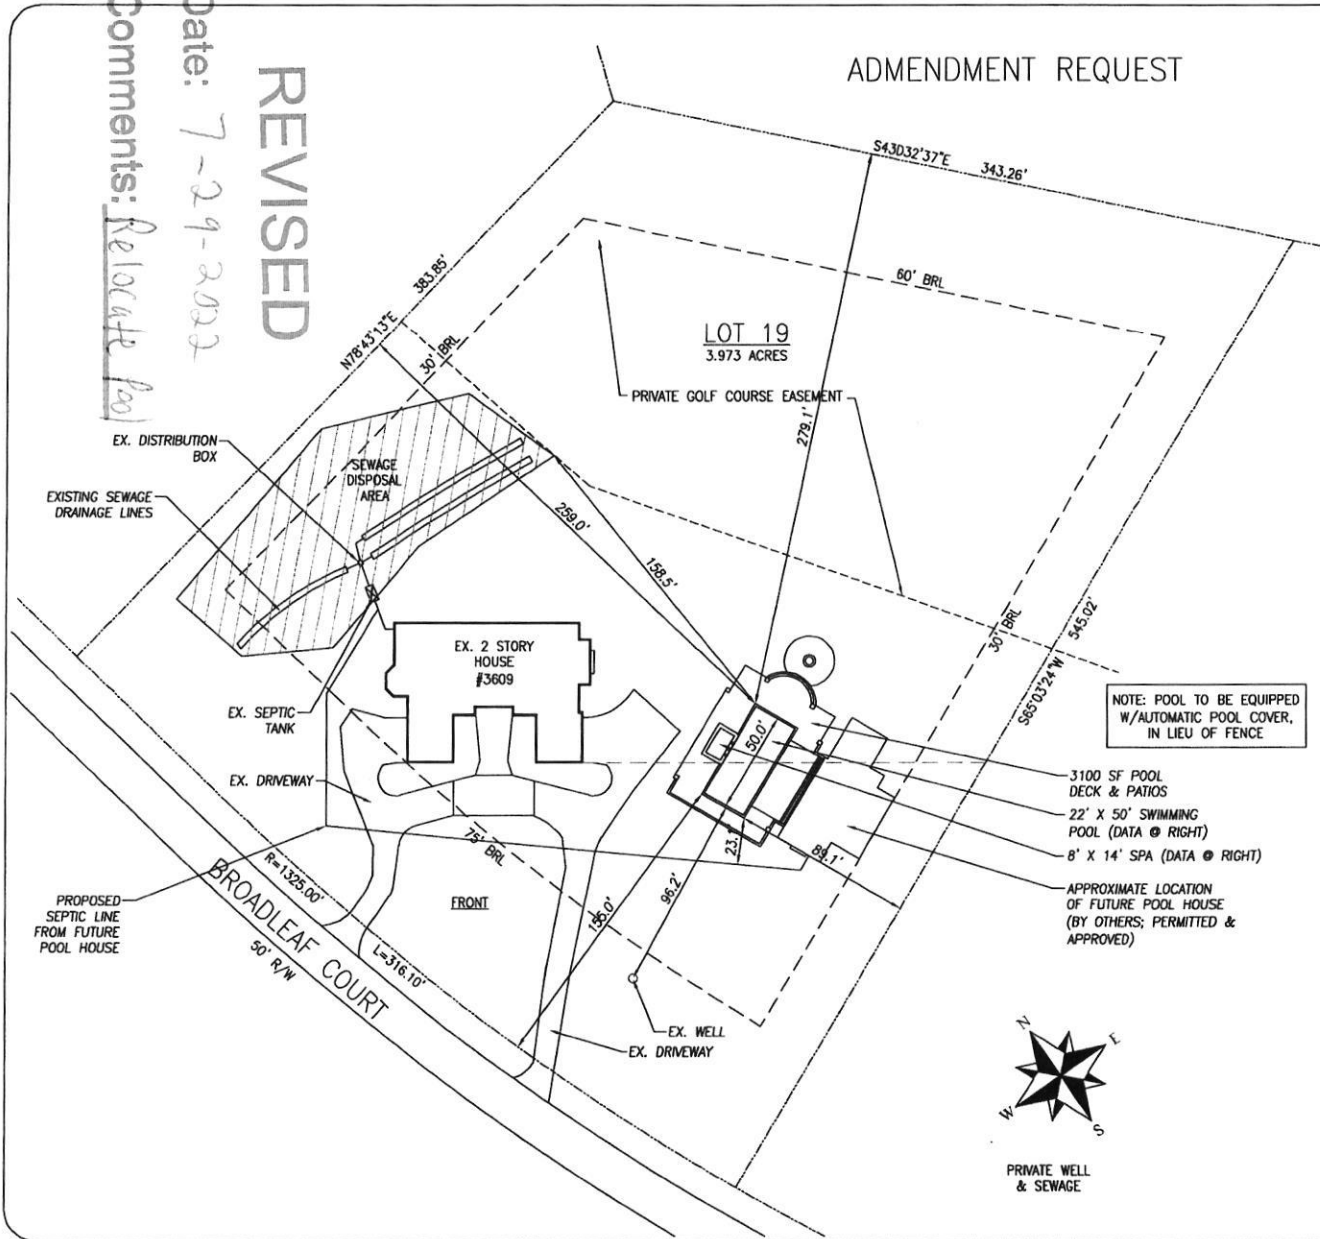 ADMENDMENT REQUEST
REVISED
Date: 7-29-2022
Comments: Relocate Pool
S43D32'37"E 343.26'
N78°43'13"E 383.85'
30' BRL
60' BRL
LOT 19
3.973 ACRES
PRIVATE GOLF COURSE EASEMENT
279.1'
EX. DISTRIBUTION
BOX
SEWAGE
DISPOSAL
AREA
EXISTING SEWAGE
DRAINAGE LINES
259.0'
158.5'
30' BRL
545.02'
S65°03'24"W
EX. 2 STORY
HOUSE
#3609
EX. SEPTIC
TANK
NOTE: POOL TO BE EQUIPPED
W/AUTOMATIC POOL COVER,
IN LIEU OF FENCE
50.0'
EX. DRIVEWAY
3100 SF POOL
DECK & PATIOS
22' X 50' SWIMMING
POOL (DATA @ RIGHT)
8' X 14' SPA (DATA @ RIGHT)
75' BRL
23.1
89.1'
APPROXIMATE LOCATION
OF FUTURE POOL HOUSE
(BY OTHERS; PERMITTED &
APPROVED)
R=1325.00'
L=316.10'
BROADLEAF COURT
50' R/W
PROPOSED
SEPTIC LINE
FROM FUTURE
POOL HOUSE
FRONT
96.2'
EX. WELL
EX. DRIVEWAY
N
E
W
S
PRIVATE WELL
& SEWAGE